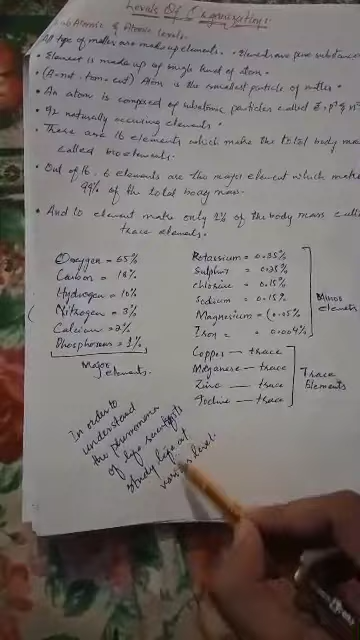 Levels Of Organization:
SubAtomic & Atomic Levels.
All type of matter are made up elements. • Element have pure substances
• Element is made up of single kind of atom.
• (A=not. tom=cut) Atom is the smallest particle of matter.
• An atom is composed of subatomic particles called e⁻, p⁺ & n°
• 92 naturally occuring elements.
• There are 16 elements which make the total body mass
called bioelements.
• Out of 16, 6 elements are the major element which make
99% of the total body mass.
• And 10 element make only 1% of the body mass called
trace elements.
Oxygen = 65%
Carbon = 18%
Hydrogen = 10%
Nitrogen = 3%
Calcium = 2%
Phosphorous = 1%
Major
elements.
Potassium = 0.35%
Sulphur = 0.25%
chlorine = 0.15%
Sodium = 0.15%
Magnesium = 0.05%
Iron = 0.004%
Minor
elements
Copper — trace
Manganese — trace
Zinc — trace
Iodine — trace
Trace
Elements
In order to
understand
the phenomena
of life scientists
study life at
various level.